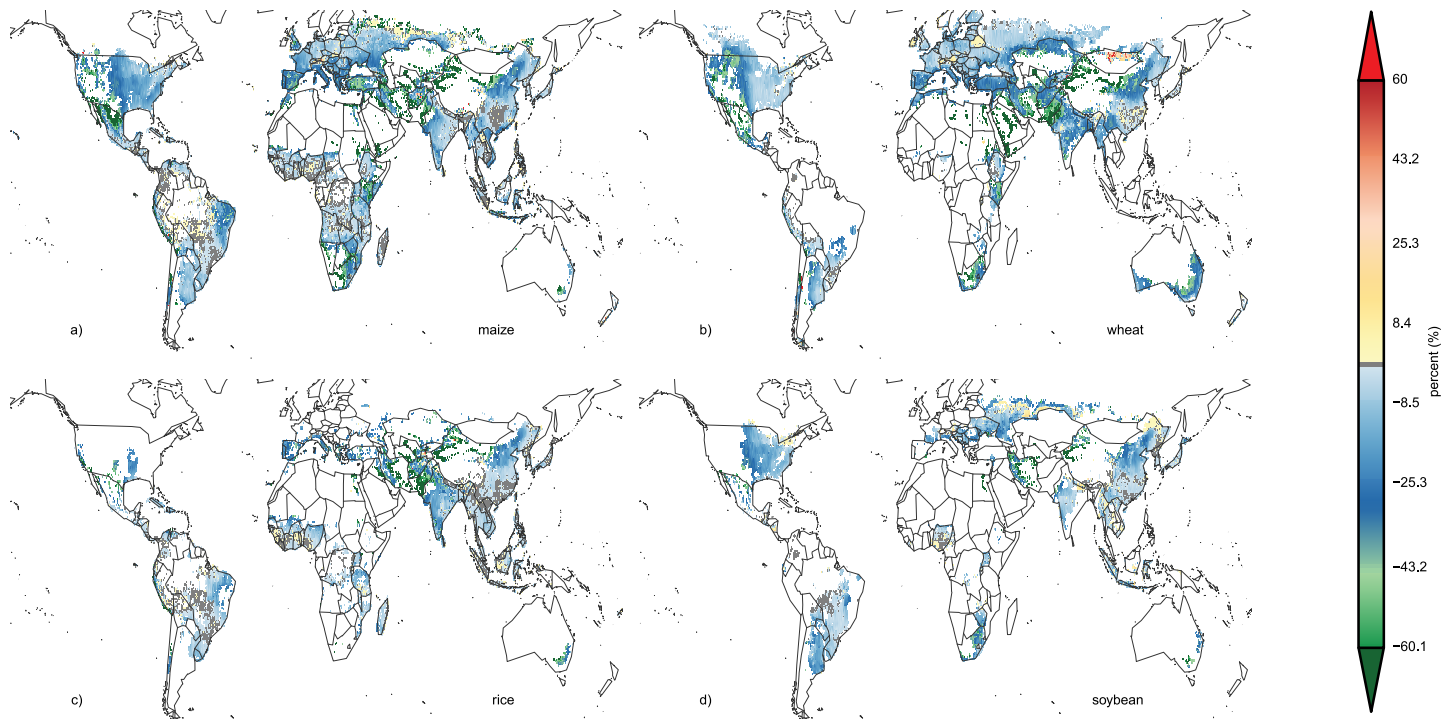 a) maize
b) wheat
c) rice
d) soybean
60
43.2
25.3
8.4
−8.5
−25.3
−43.2
−60.1
percent (%)